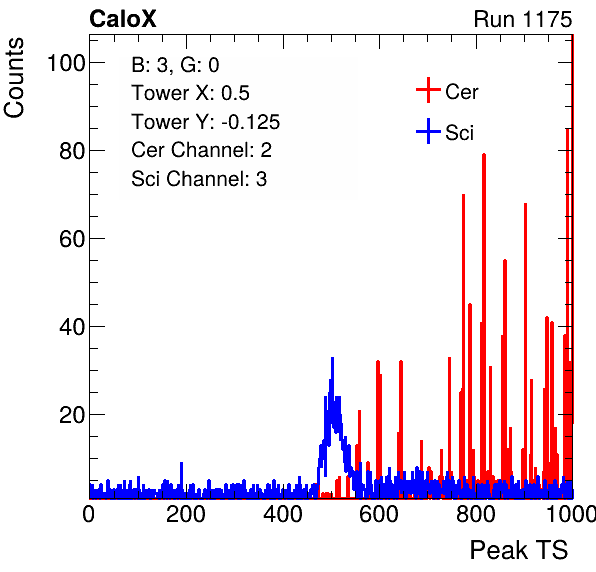 CaloX Run 1175
Counts
100
80
60
40
20
B: 3, G: 0
Tower X: 0.5
Tower Y: -0.125
Cer Channel: 2
Sci Channel: 3
Cer
Sci
0 200 400 600 800 1000
Peak TS